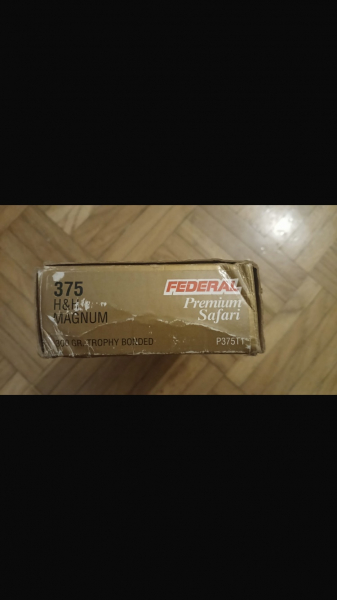 375
H&H
MAGNUM
FEDERAL
Premium
Safari
300 GR. TROPHY BONDED
P375T1